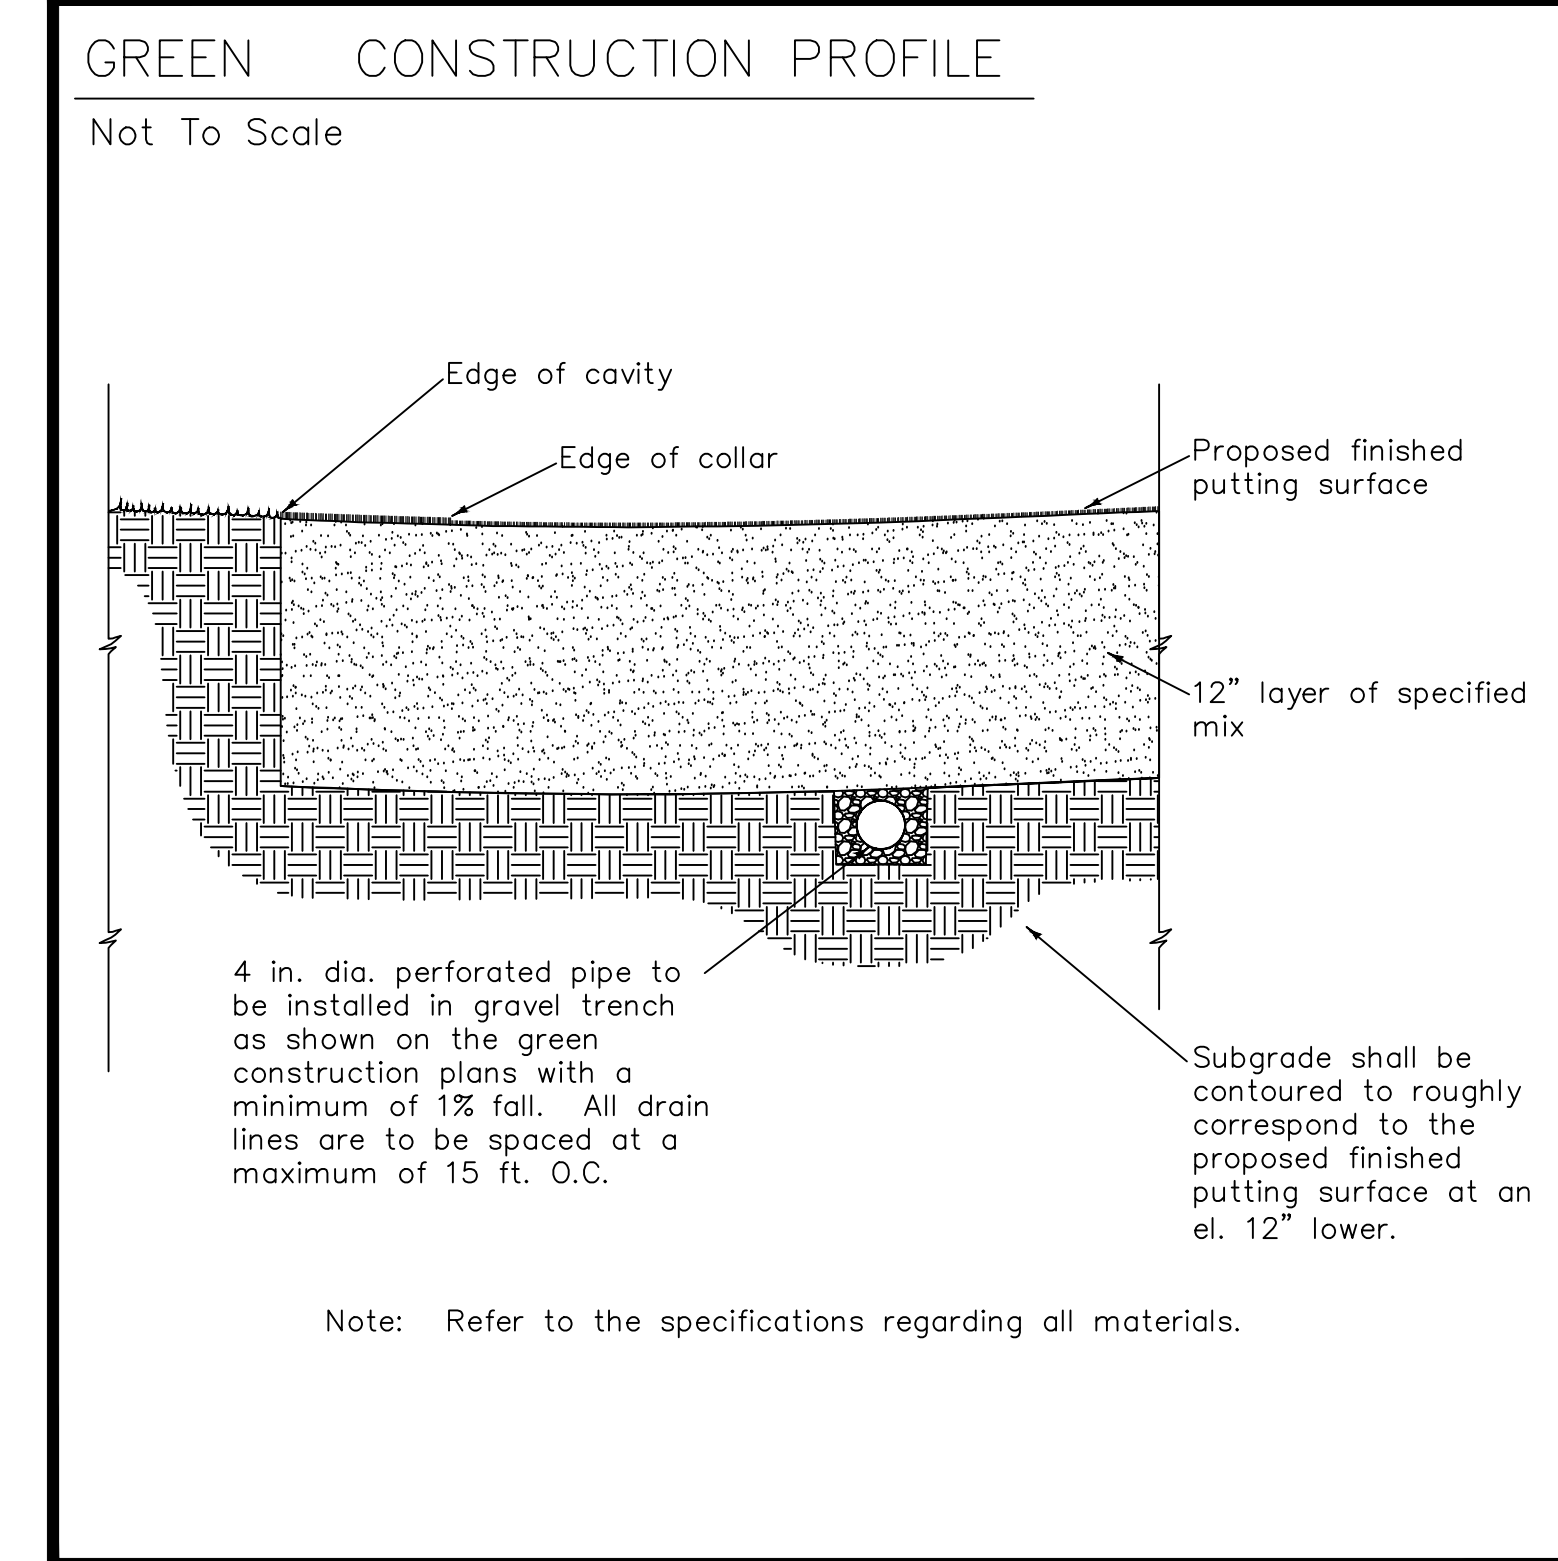 GREEN CONSTRUCTION PROFILE
Not To Scale
Edge of cavity
Edge of collar
Proposed finished
putting surface
12” layer of specified
mix
4 in. dia. perforated pipe to
be installed in gravel trench
as shown on the green
construction plans with a
minimum of 1% fall. All drain
lines are to be spaced at a
maximum of 15 ft. O.C.
Subgrade shall be
contoured to roughly
correspond to the
proposed finished
putting surface at an
el. 12” lower.
Note: Refer to the specifications regarding all materials.